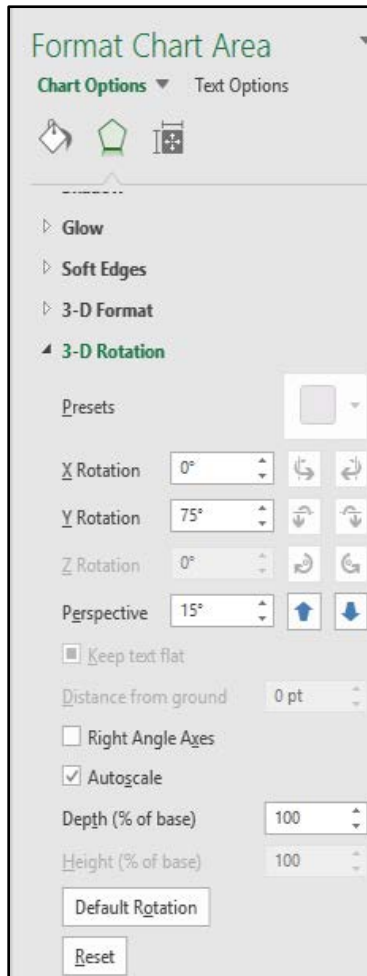 Format Chart Area
Chart Options Text Options
Glow
Soft Edges
3-D Format
3-D Rotation
Presets
X Rotation 0°
Y Rotation 75°
Z Rotation 0°
Perspective 15°
Keep text flat
Distance from ground 0 pt
Right Angle Axes
Autoscale
Depth (% of base) 100
Height (% of base) 100
Default Rotation
Reset